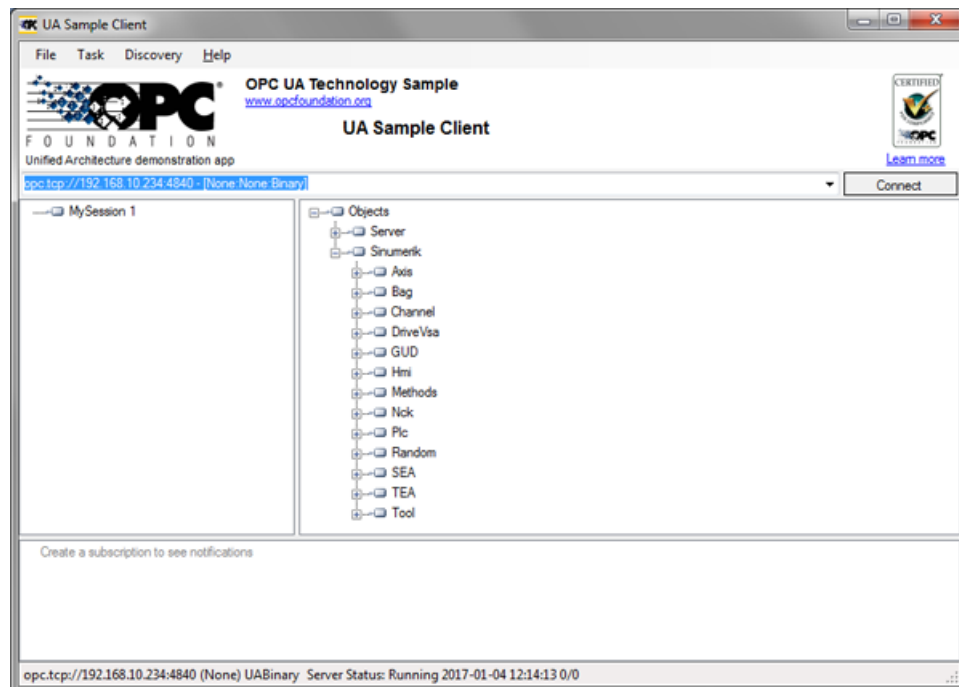 UA Sample Client
File Task Discovery Help
OPC
FOUNDATION
Unified Architecture demonstration app
OPC UA Technology Sample
www.opcfoundation.org
UA Sample Client
CERTIFIED
OPC
Learn more
opc.tcp://192.168.10.234:4840 - [None:None:Binary]
Connect
MySession 1
Objects
Server
Sinumerik
Axis
Bag
Channel
DriveVsa
GUD
Hmi
Methods
Nck
Plc
Random
SEA
TEA
Tool
Create a subscription to see notifications
opc.tcp://192.168.10.234:4840 (None) UABinary Server Status: Running 2017-01-04 12:14:13 0/0